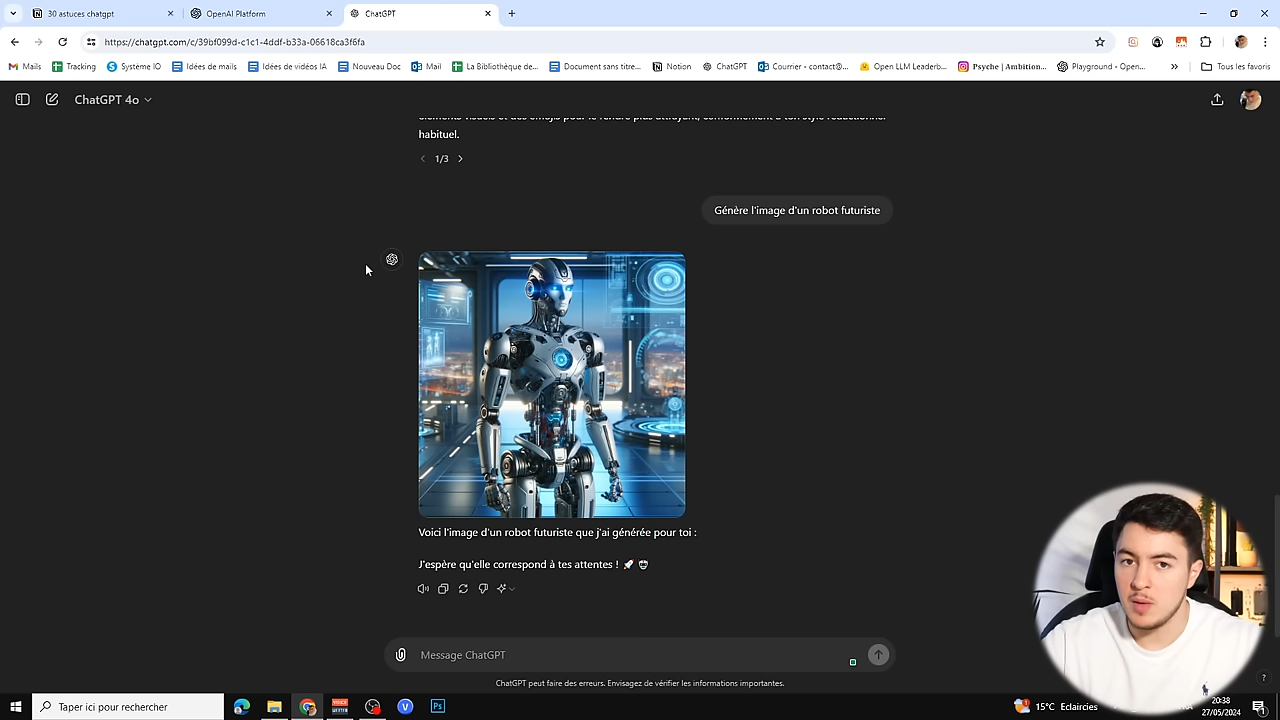 30 astuces chatgpt
OpenAI Platform
ChatGPT
https://chatgpt.com/c/39bf099d-c1c1-4ddf-b33a-06618ca3f6fa
Mails
Tracking
Système IO
Idées de mails
Idées de vidéos IA
Nouveau Doc
Mail
La Bibliothèque de...
Document sans titre...
Notion
ChatGPT
Courrier • contact@...
Open LLM Leaderb...
Psyche | Ambition...
Playground • Open...
Tous les favoris
ChatGPT 4o
habituel.
1/3
Génère l'image d'un robot futuriste
Voici l'image d'un robot futuriste que j'ai générée pour toi :
J'espère qu'elle correspond à tes attentes !
Message ChatGPT
ChatGPT peut faire des erreurs. Envisagez de vérifier les informations importantes.
?
Taper ici pour rechercher
V
Ps
15°C Eclaircies
20:38
27/05/2024